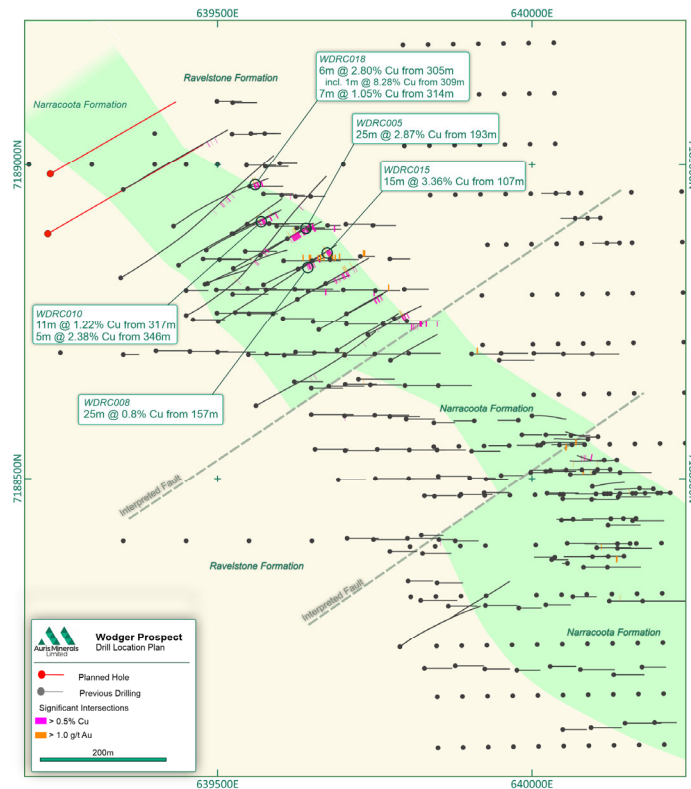 639500E
640000E
WDRC018
6m @ 2.80% Cu from 305m
incl. 1m @ 8.28% Cu from 309m
7m @ 1.05% Cu from 314m
Ravelstone Formation
Narracoota Formation
WDRC005
25m @ 2.87% Cu from 193m
7189000N
WDRC015
15m @ 3.36% Cu from 107m
WDRC010
11m @ 1.22% Cu from 317m
5m @ 2.38% Cu from 346m
WDRC008
25m @ 0.8% Cu from 157m
Narracoota Formation
7188500N
Interpreted Fault
Ravelstone Formation
Interpreted Fault
Narracoota Formation
Auris Minerals
Limited
Wodger Prospect
Drill Location Plan
Planned Hole
Previous Drilling
Significant Intersections
> 0.5% Cu
> 1.0 g/t Au
200m
639500E
640000E